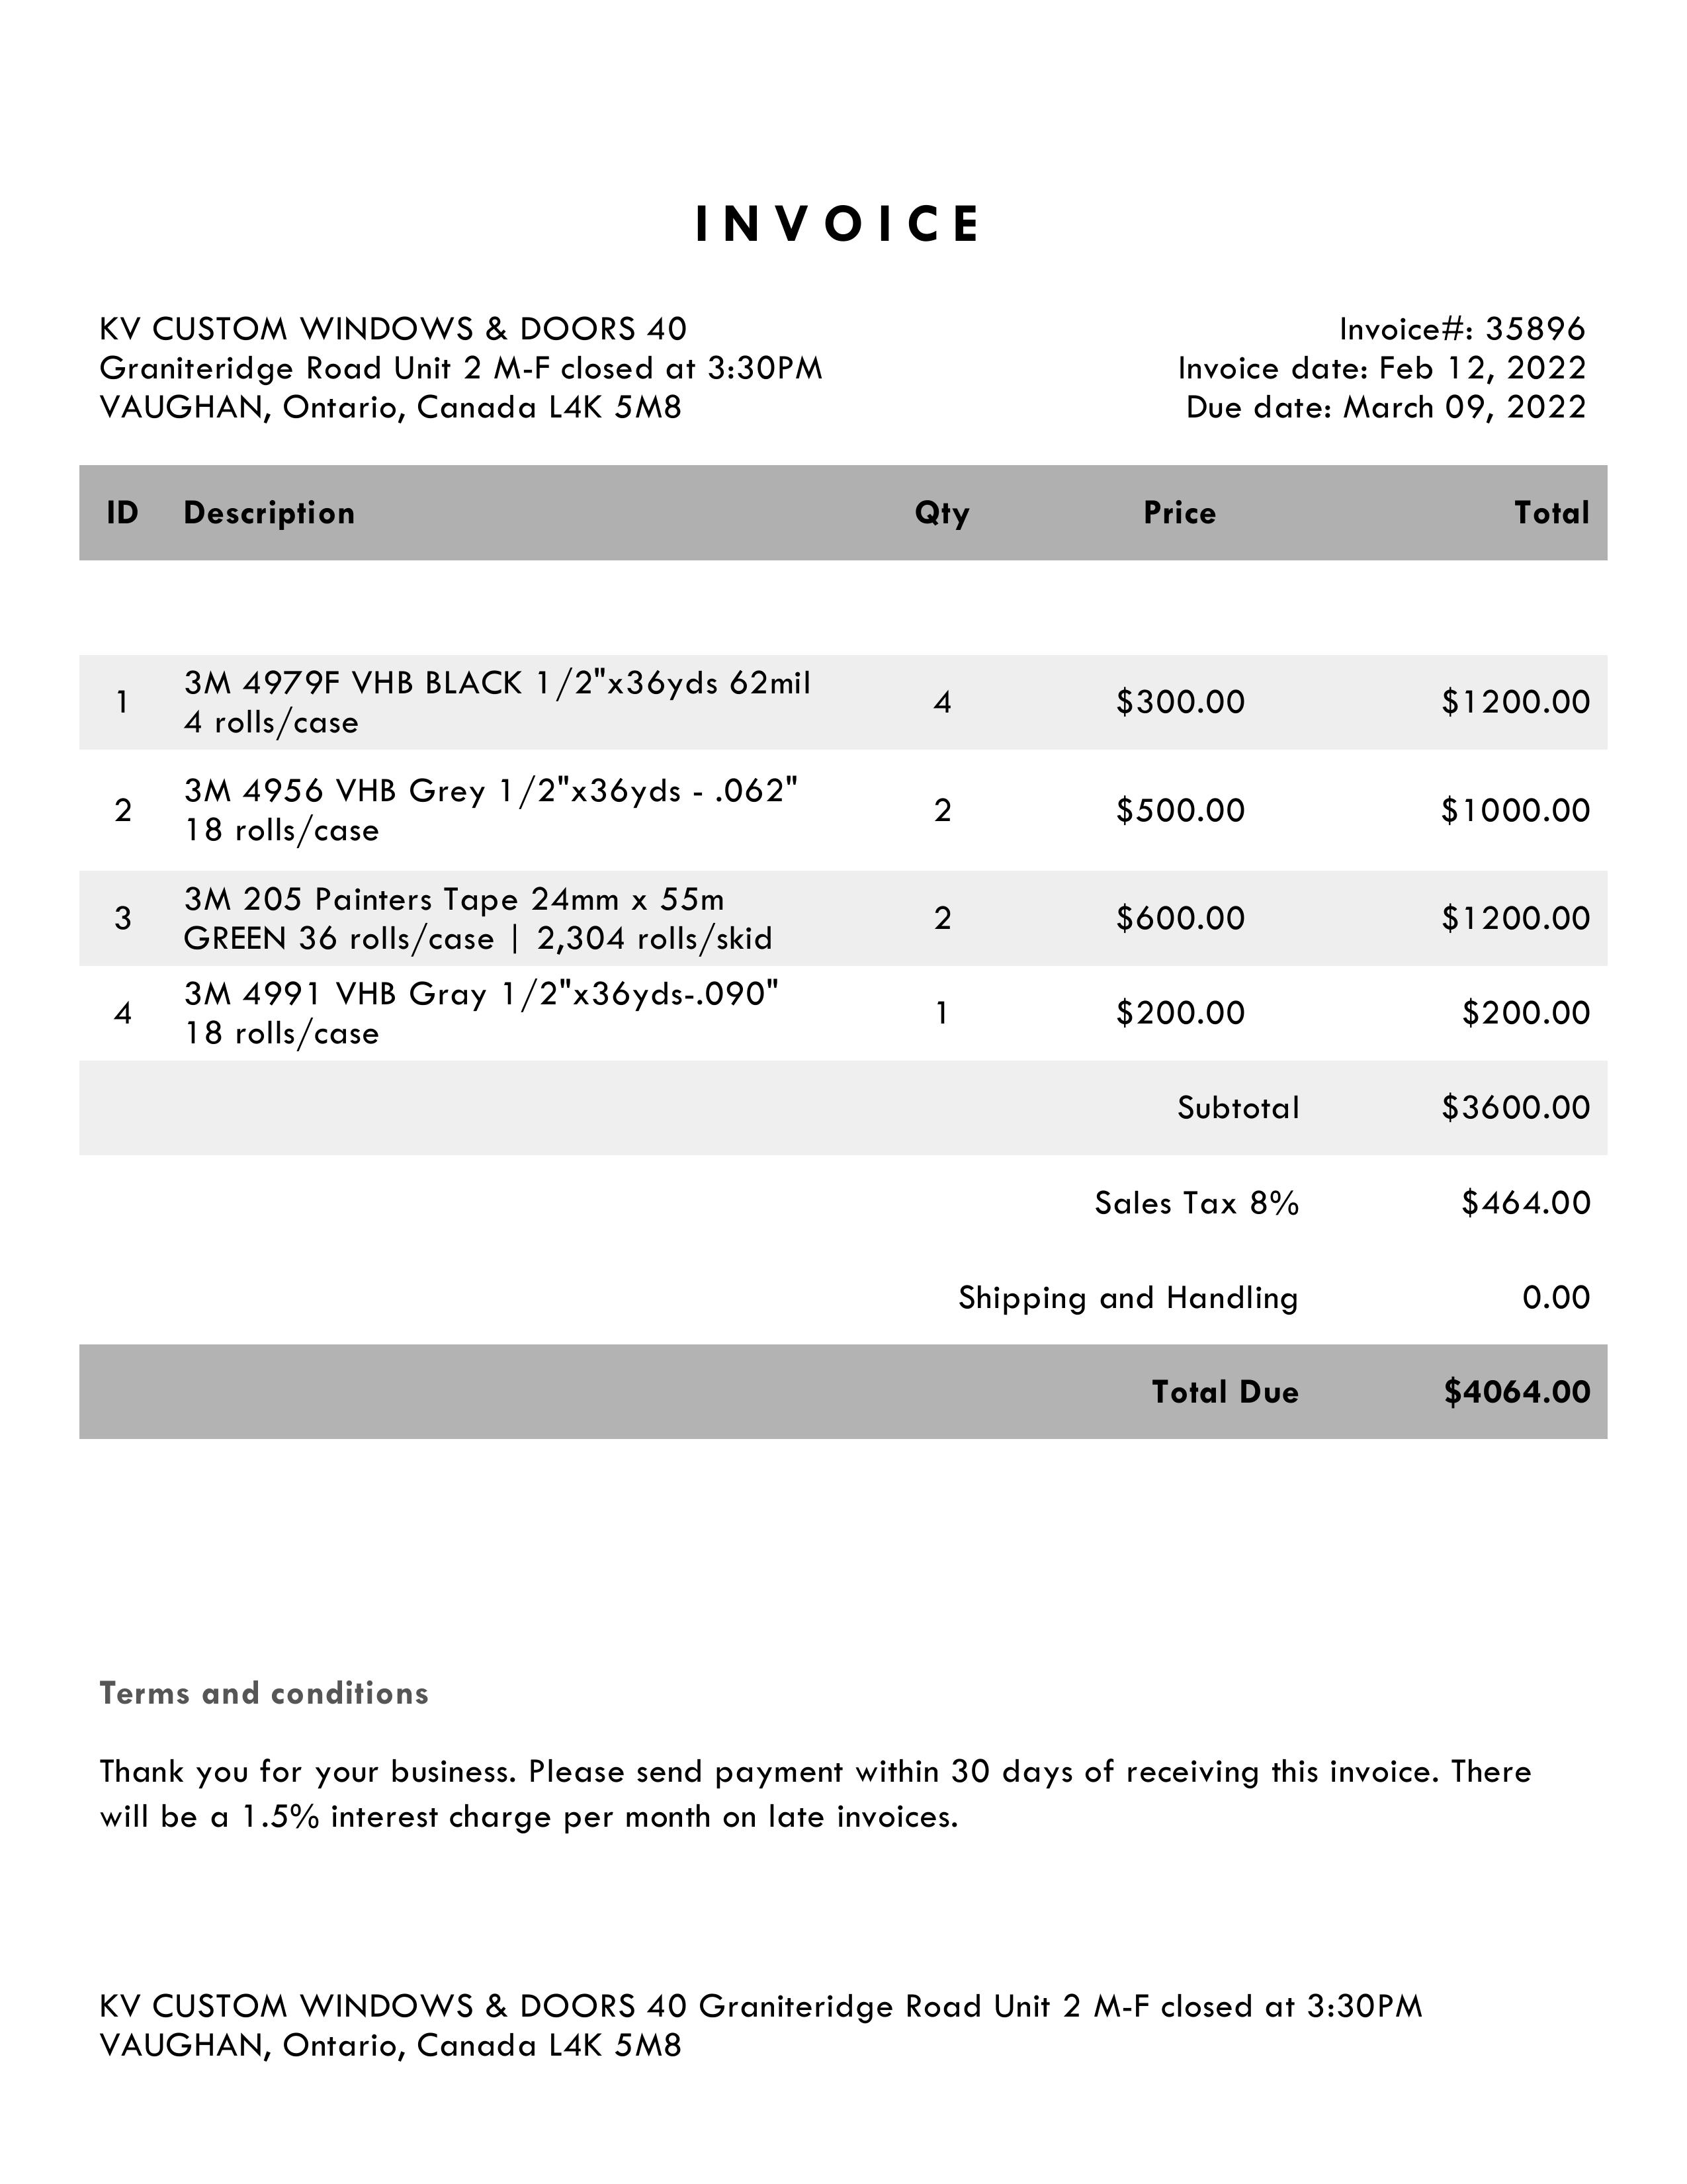 INVOICE
KV CUSTOM WINDOWS & DOORS 40
Graniteridge Road Unit 2 M-F closed at 3:30PM
VAUGHAN, Ontario, Canada L4K 5M8
Invoice#: 35896
Invoice date: Feb 12, 2022
Due date: March 09, 2022
ID Description Qty Price Total
1 3M 4979F VHB BLACK 1/2"x36yds 62mil 4 $300.00 $1200.00
4 rolls/case
2 3M 4956 VHB Grey 1/2"x36yds - .062" 2 $500.00 $1000.00
18 rolls/case
3 3M 205 Painters Tape 24mm x 55m 2 $600.00 $1200.00
GREEN 36 rolls/case | 2,304 rolls/skid
4 3M 4991 VHB Gray 1/2"x36yds-.090" 1 $200.00 $200.00
18 rolls/case
Subtotal $3600.00
Sales Tax 8% $464.00
Shipping and Handling 0.00
Total Due $4064.00
Terms and conditions
Thank you for your business. Please send payment within 30 days of receiving this invoice. There
will be a 1.5% interest charge per month on late invoices.
KV CUSTOM WINDOWS & DOORS 40 Graniteridge Road Unit 2 M-F closed at 3:30PM
VAUGHAN, Ontario, Canada L4K 5M8